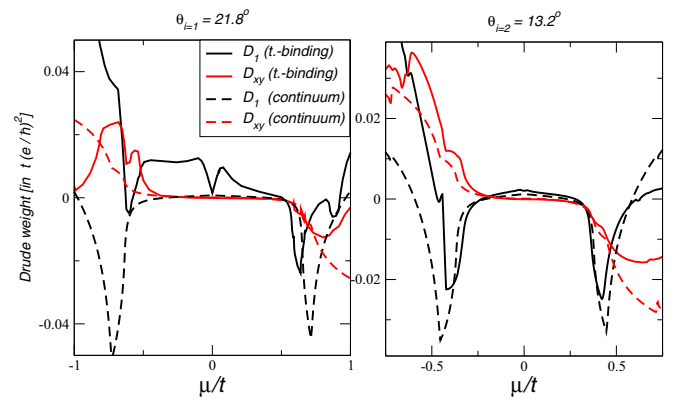 θi=1 = 21.8o
θi=2 = 13.2o
Drude weight [in t (e / ħ)2]
0.04
0
-0.04
D1 (t.-binding)
Dxy (t.-binding)
D1 (continuum)
Dxy (continuum)
-1
-0.5
0
0.5
1
μ/t
0.02
0
-0.02
-0.5
0
0.5
μ/t